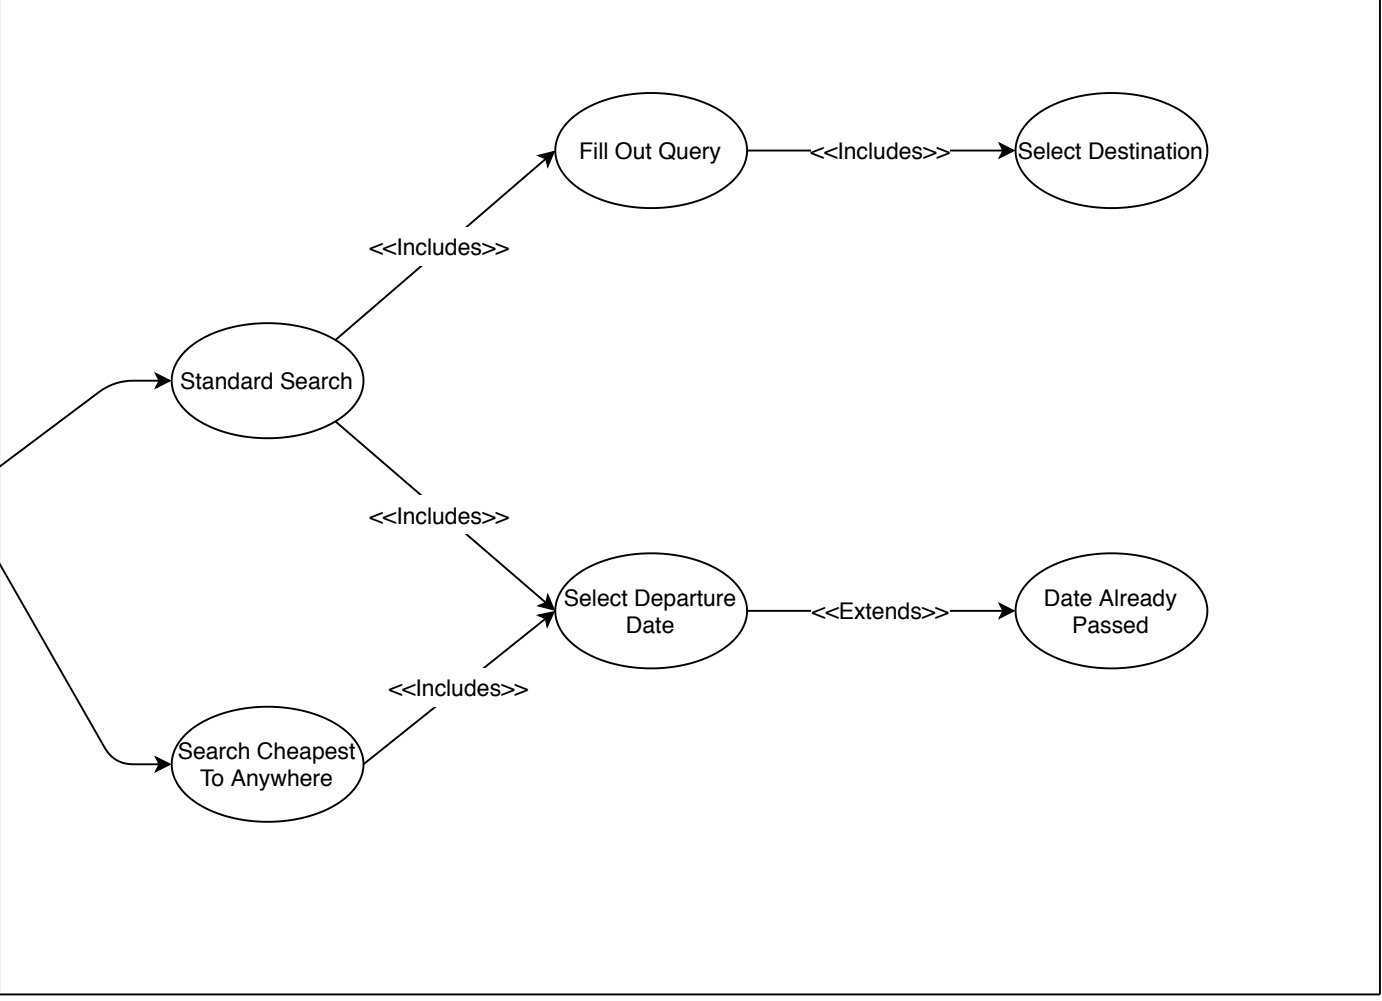 Fill Out Query
<<Includes>>
Select Destination
<<Includes>>
Standard Search
<<Includes>>
Select Departure
Date
<<Extends>>
Date Already
Passed
<<Includes>>
Search Cheapest
To Anywhere